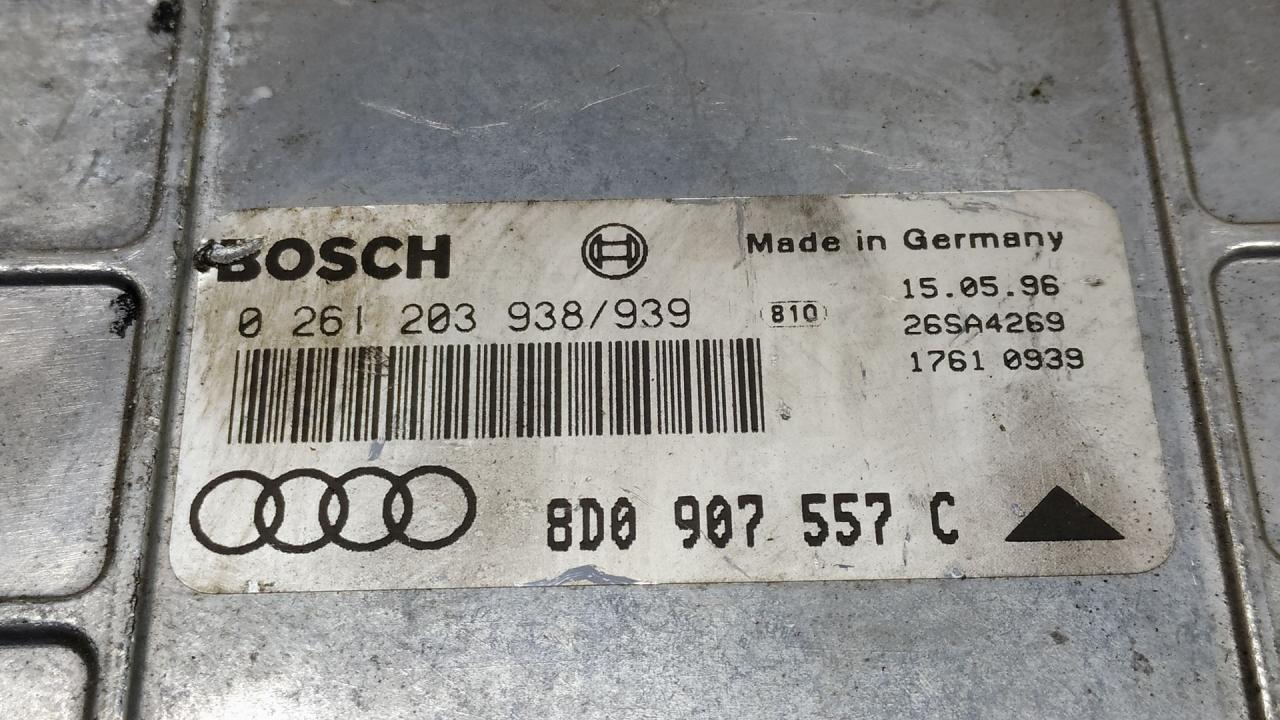 BOSCH
Made in Germany
0 261 203 938/939
810
15.05.96
26SA4269
1761 0939
8D0 907 557 C